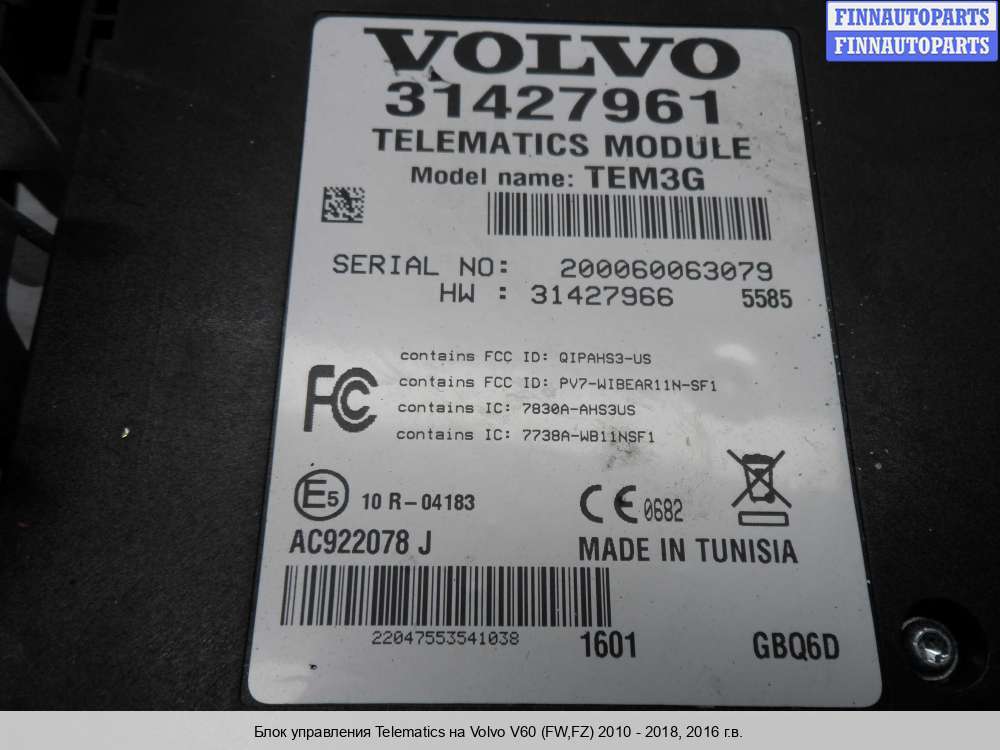 FINNAUTOPARTS
FINNAUTOPARTS
VOLVO
31427961
TELEMATICS MODULE
Model name: TEM3G
SERIAL NO: 200060063079
HW : 31427966 5585
contains FCC ID: QIPAHS3-US
FC contains FCC ID: PV7-WIBEAR11N-SF1
contains IC: 7830A-AHS3US
contains IC: 7738A-WB11NSF1
E5 10 R-04183 CE 0682
AC922078 J MADE IN TUNISIA
22047553541038 1601 GBQ6D
Блок управления Telematics на Volvo V60 (FW,FZ) 2010 - 2018, 2016 г.в.